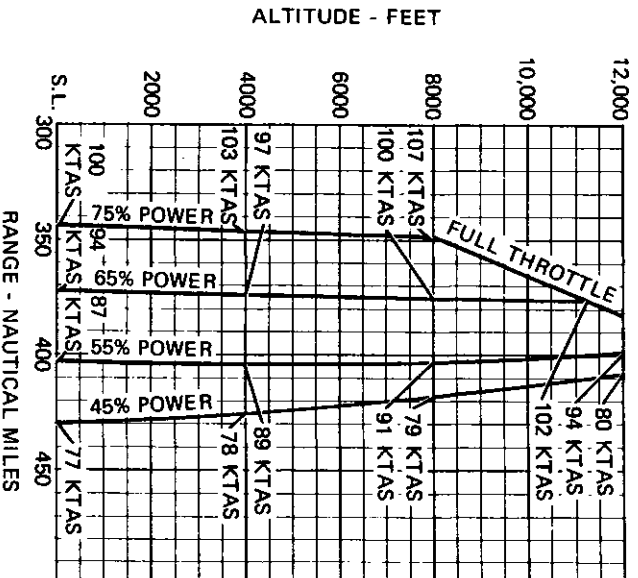 ALTITUDE - FEET
12,000
10,000
8000
6000
4000
2000
S.L.
300
350
400
450
RANGE - NAUTICAL MILES
100
KTAS
94
KTAS
87
KTAS
77 KTAS
103 KTAS
97 KTAS
89 KTAS
78 KTAS
107 KTAS
100 KTAS
91 KTAS
79 KTAS
102 KTAS
94 KTAS
80 KTAS
75% POWER
65% POWER
55% POWER
45% POWER
FULL THROTTLE